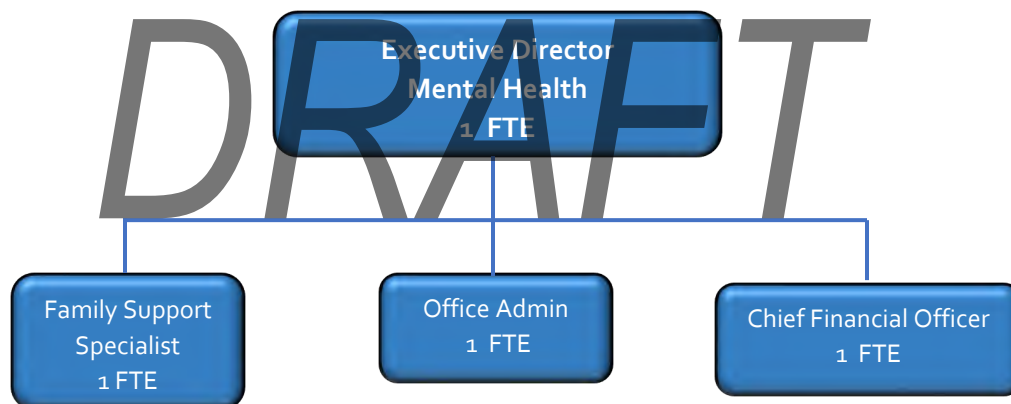 DRAFT
Executive Director
Mental Health
1 FTE
Family Support
Specialist
1 FTE
Office Admin
1 FTE
Chief Financial Officer
1 FTE